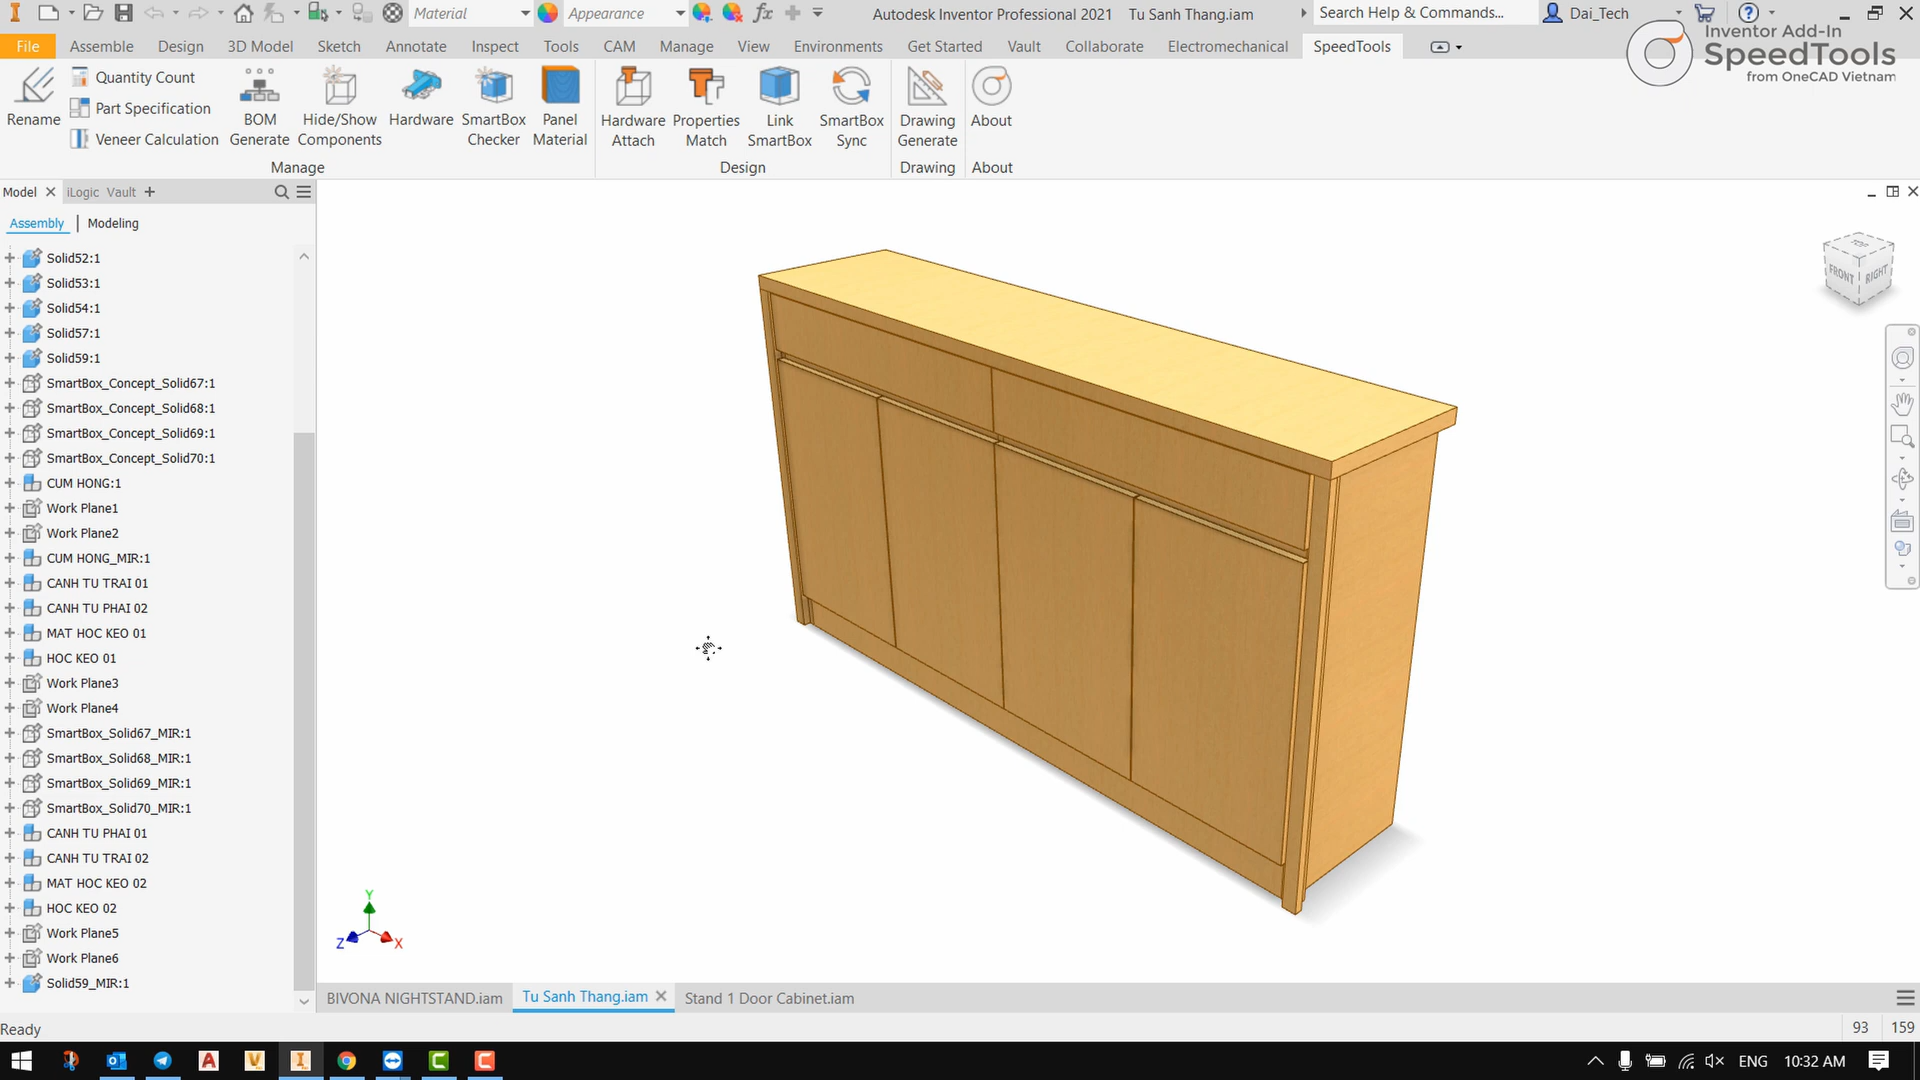 Material
Appearance
fx
Autodesk Inventor Professional 2021 Tu Sanh Thang.iam
Search Help & Commands...
Dai_Tech
File Assemble Design 3D Model Sketch Annotate Inspect Tools CAM Manage View Environments Get Started Vault Collaborate Electromechanical SpeedTools
Inventor Add-In
SpeedTools
from OneCAD Vietnam
Rename
Quantity Count
Part Specification
Veneer Calculation
BOM
Generate
Hide/Show
Components
Hardware
SmartBox
Checker
Panel
Material
Hardware
Attach
Properties
Match
Link
SmartBox
SmartBox
Sync
Drawing
Generate
About
Manage
Design
Drawing
About
Model iLogic Vault +
Assembly | Modeling
Solid52:1
Solid53:1
Solid54:1
Solid57:1
Solid59:1
SmartBox_Concept_Solid67:1
SmartBox_Concept_Solid68:1
SmartBox_Concept_Solid69:1
SmartBox_Concept_Solid70:1
CUM HONG:1
Work Plane1
Work Plane2
CUM HONG_MIR:1
CANH TU TRAI 01
CANH TU PHAI 02
MAT HOC KEO 01
HOC KEO 01
Work Plane3
Work Plane4
SmartBox_Solid67_MIR:1
SmartBox_Solid68_MIR:1
SmartBox_Solid69_MIR:1
SmartBox_Solid70_MIR:1
CANH TU PHAI 01
CANH TU TRAI 02
MAT HOC KEO 02
HOC KEO 02
Work Plane5
Work Plane6
Solid59_MIR:1
TOP
FRONT
RIGHT
Y
Z
X
BIVONA NIGHTSTAND.iam
Tu Sanh Thang.iam
Stand 1 Door Cabinet.iam
Ready
93 159
ENG 10:32 AM